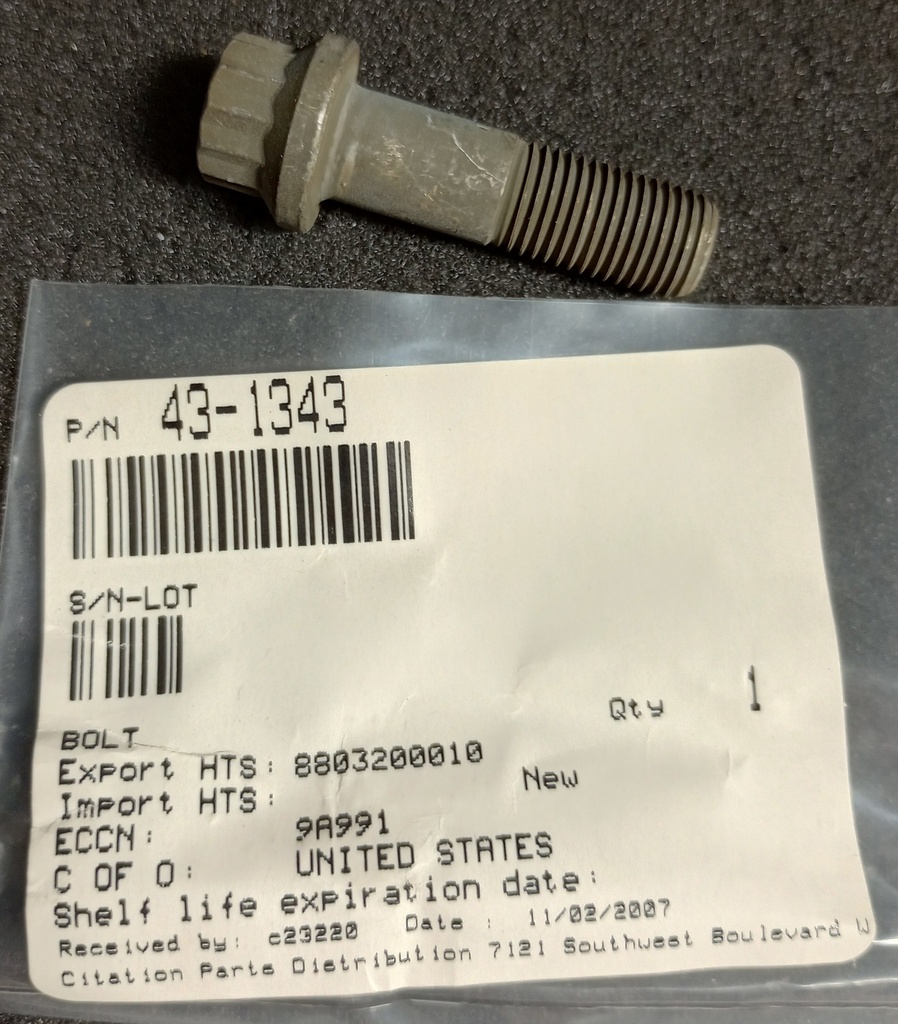 P/N 43-1343
S/N-LOT
Qty 1
BOLT
Export HTS: 8803200010
New
Import HTS:
ECCN: 9A991
C OF O: UNITED STATES
Shelf life expiration date:
Received by: c23220 Date : 11/02/2007
Citation Parts Distribution 7121 Southwest Boulevard W